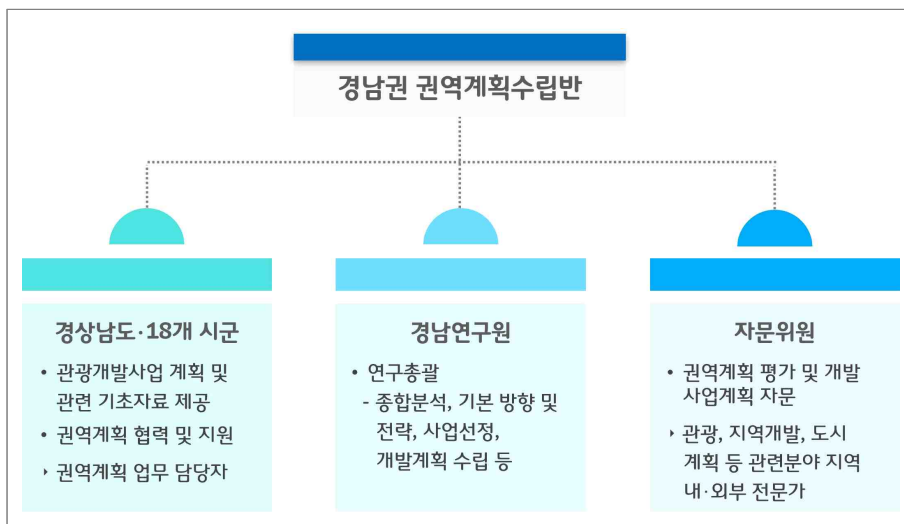 경남권 권역계획수립반
경상남도·18개 시군
• 관광개발사업 계획 및
관련 기초자료 제공
• 권역계획 협력 및 지원
‣ 권역계획 업무 담당자
경남연구원
• 연구총괄
- 종합분석, 기본 방향 및
전략, 사업선정,
개발계획 수립 등
자문위원
• 권역계획 평가 및 개발
사업계획 자문
‣ 관광, 지역개발, 도시
계획 등 관련분야 지역
내·외부 전문가